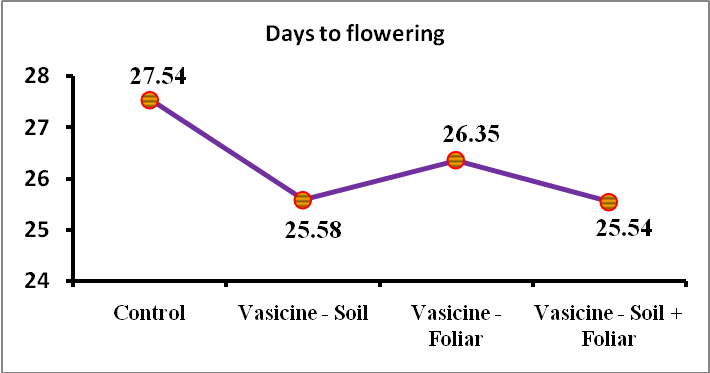 Days to flowering
28
27
26
25
24
27.54
25.58
26.35
25.54
Control
Vasicine - Soil
Vasicine -
Foliar
Vasicine - Soil +
Foliar